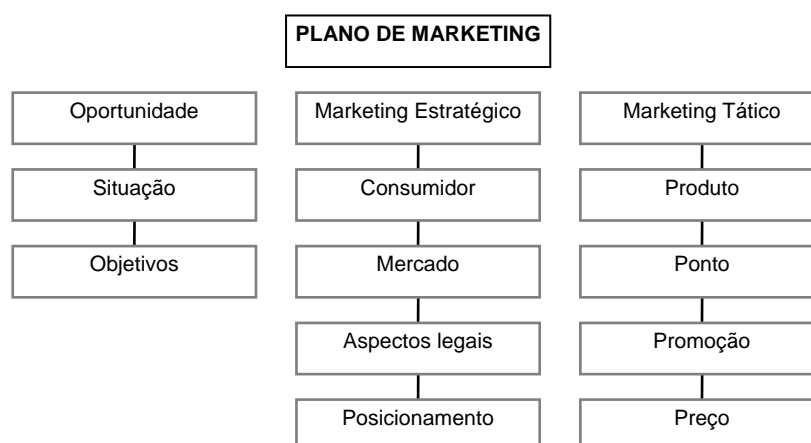 PLANO DE MARKETING
Oportunidade
Situação
Objetivos
Marketing Estratégico
Consumidor
Mercado
Aspectos legais
Posicionamento
Marketing Tático
Produto
Ponto
Promoção
Preço